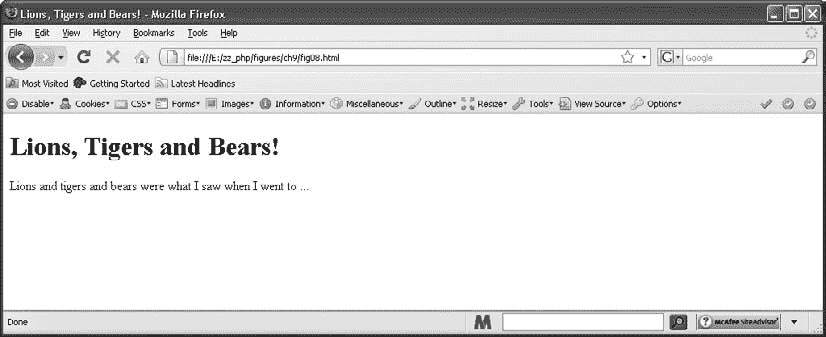 Lions, Tigers and Bears! - Mozilla Firefox
File Edit View History Bookmarks Tools Help
file:///E:/zz_php/figures/ch9/fig08.html
G Google
Most Visited Getting Started Latest Headlines
Disable Cookies CSS Forms Images Information Miscellaneous Outline Resize Tools View Source Options
Lions, Tigers and Bears!
Lions and tigers and bears were what I saw when I went to ...
Done
M
? McAfee SiteAdvisor